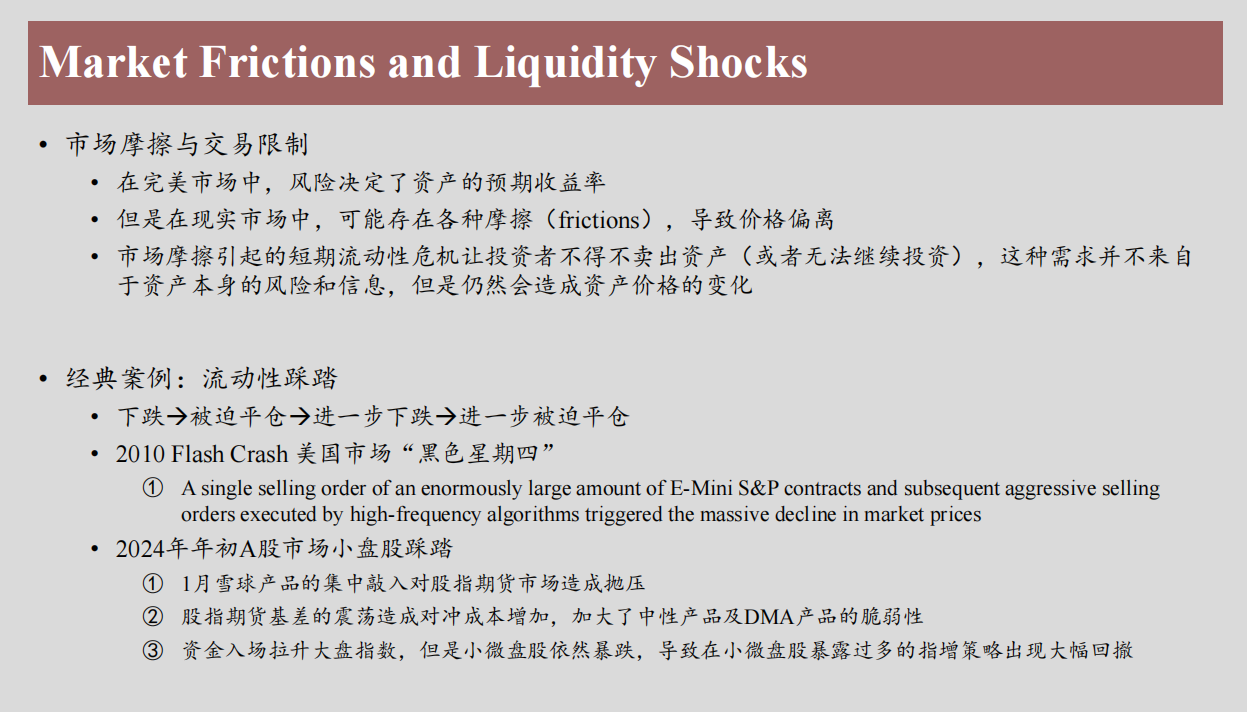 Market Frictions and Liquidity Shocks
• 市场摩擦与交易限制
• 在完美市场中，风险决定了资产的预期收益率
• 但是在现实市场中，可能存在各种摩擦（frictions），导致价格偏离
• 市场摩擦引起的短期流动性危机让投资者不得不卖出资产（或者无法继续投资），这种需求并不来自
于资产本身的风险和信息，但是仍然会造成资产价格的变化
• 经典案例：流动性踩踏
• 下跌→被迫平仓→进一步下跌→进一步被迫平仓
• 2010 Flash Crash 美国市场“黑色星期四”
① A single selling order of an enormously large amount of E-Mini S&P contracts and subsequent aggressive selling
orders executed by high-frequency algorithms triggered the massive decline in market prices
• 2024年年初A股市场小盘股踩踏
① 1月雪球产品的集中敲入对股指期货市场造成抛压
② 股指期货基差的震荡造成对冲成本增加，加大了中性产品及DMA产品的脆弱性
③ 资金入场拉升大盘指数，但是小微盘股依然暴跌，导致在小微盘股暴露过多的指增策略出现大幅回撤